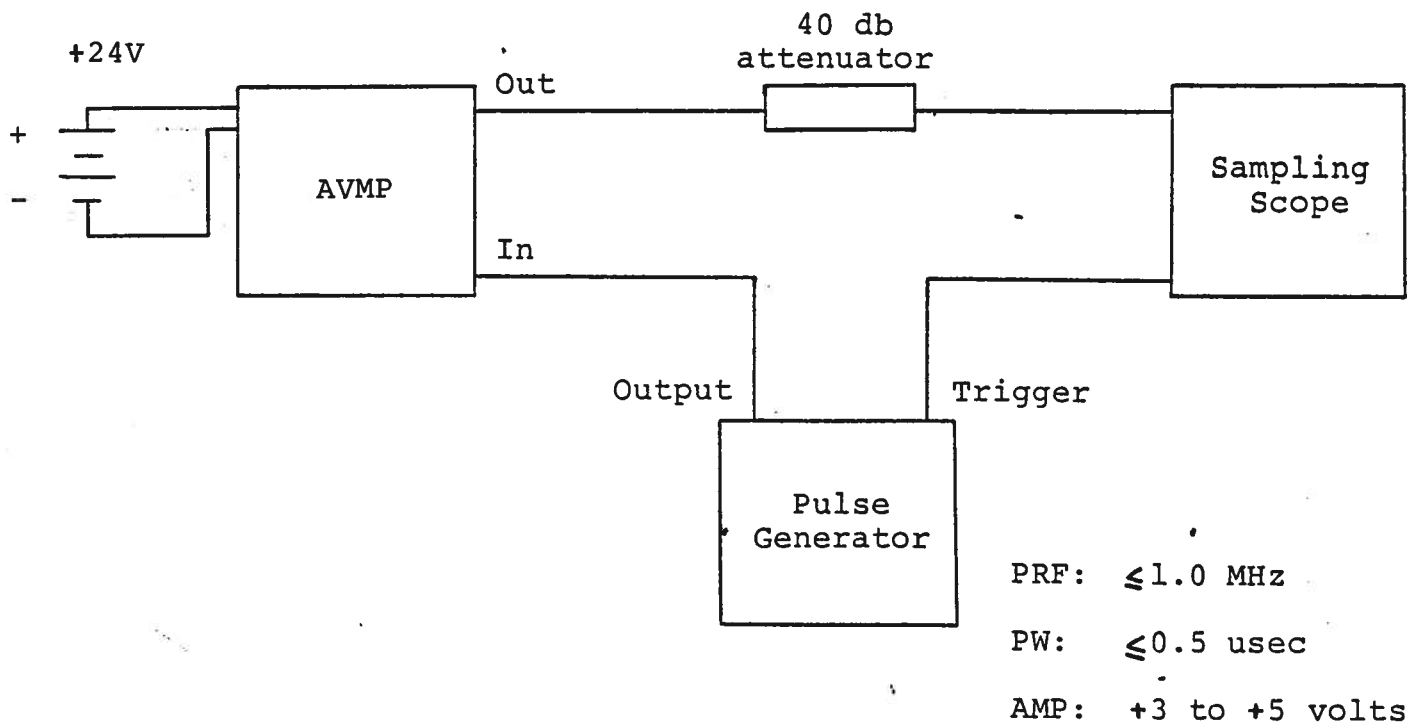 +24V
40 db
attenuator
Out
+
-
AVMP
Sampling
Scope
In
Output
Trigger
Pulse
Generator
PRF: ≤1.0 MHz
PW: ≤0.5 usec
AMP: +3 to +5 volts